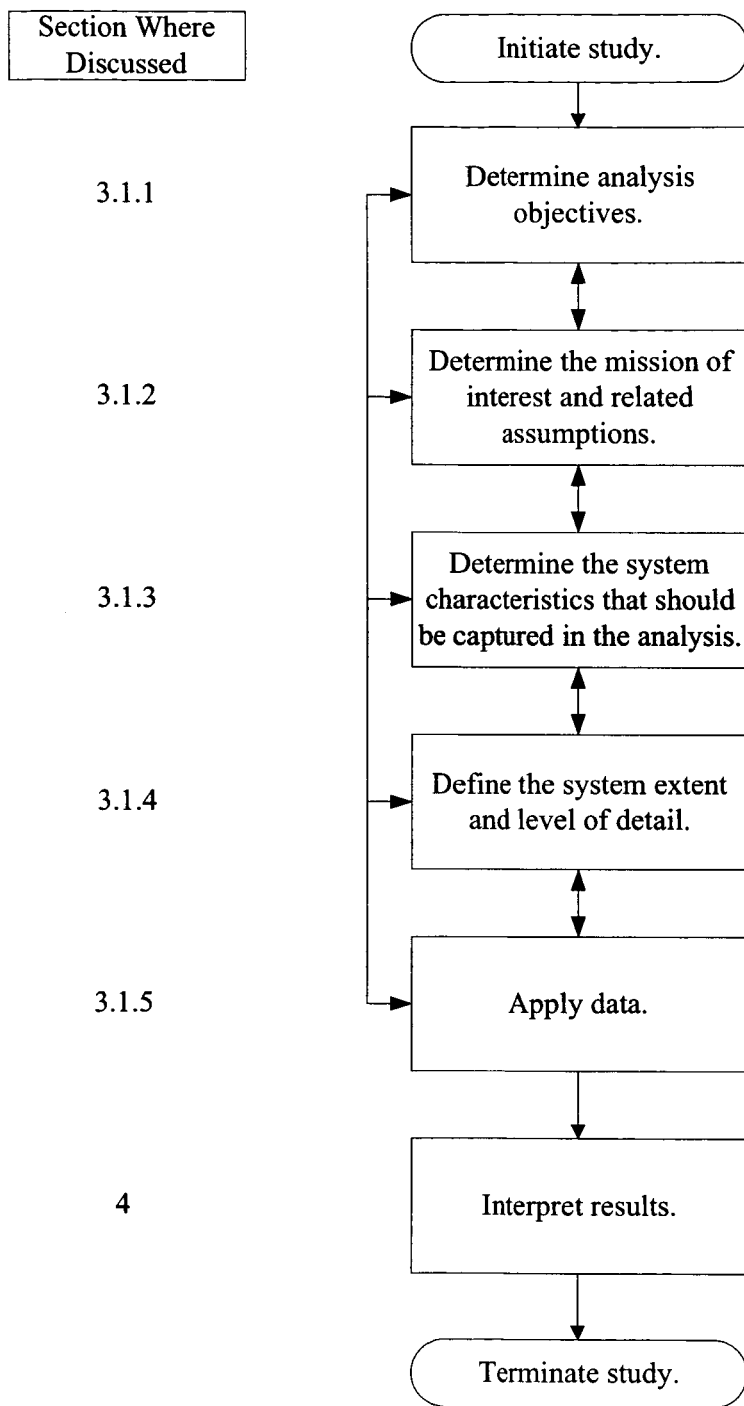 Section Where
Discussed
Initiate study.
3.1.1
Determine analysis
objectives.
3.1.2
Determine the mission of
interest and related
assumptions.
3.1.3
Determine the system
characteristics that should
be captured in the analysis.
3.1.4
Define the system extent
and level of detail.
3.1.5
Apply data.
4
Interpret results.
Terminate study.